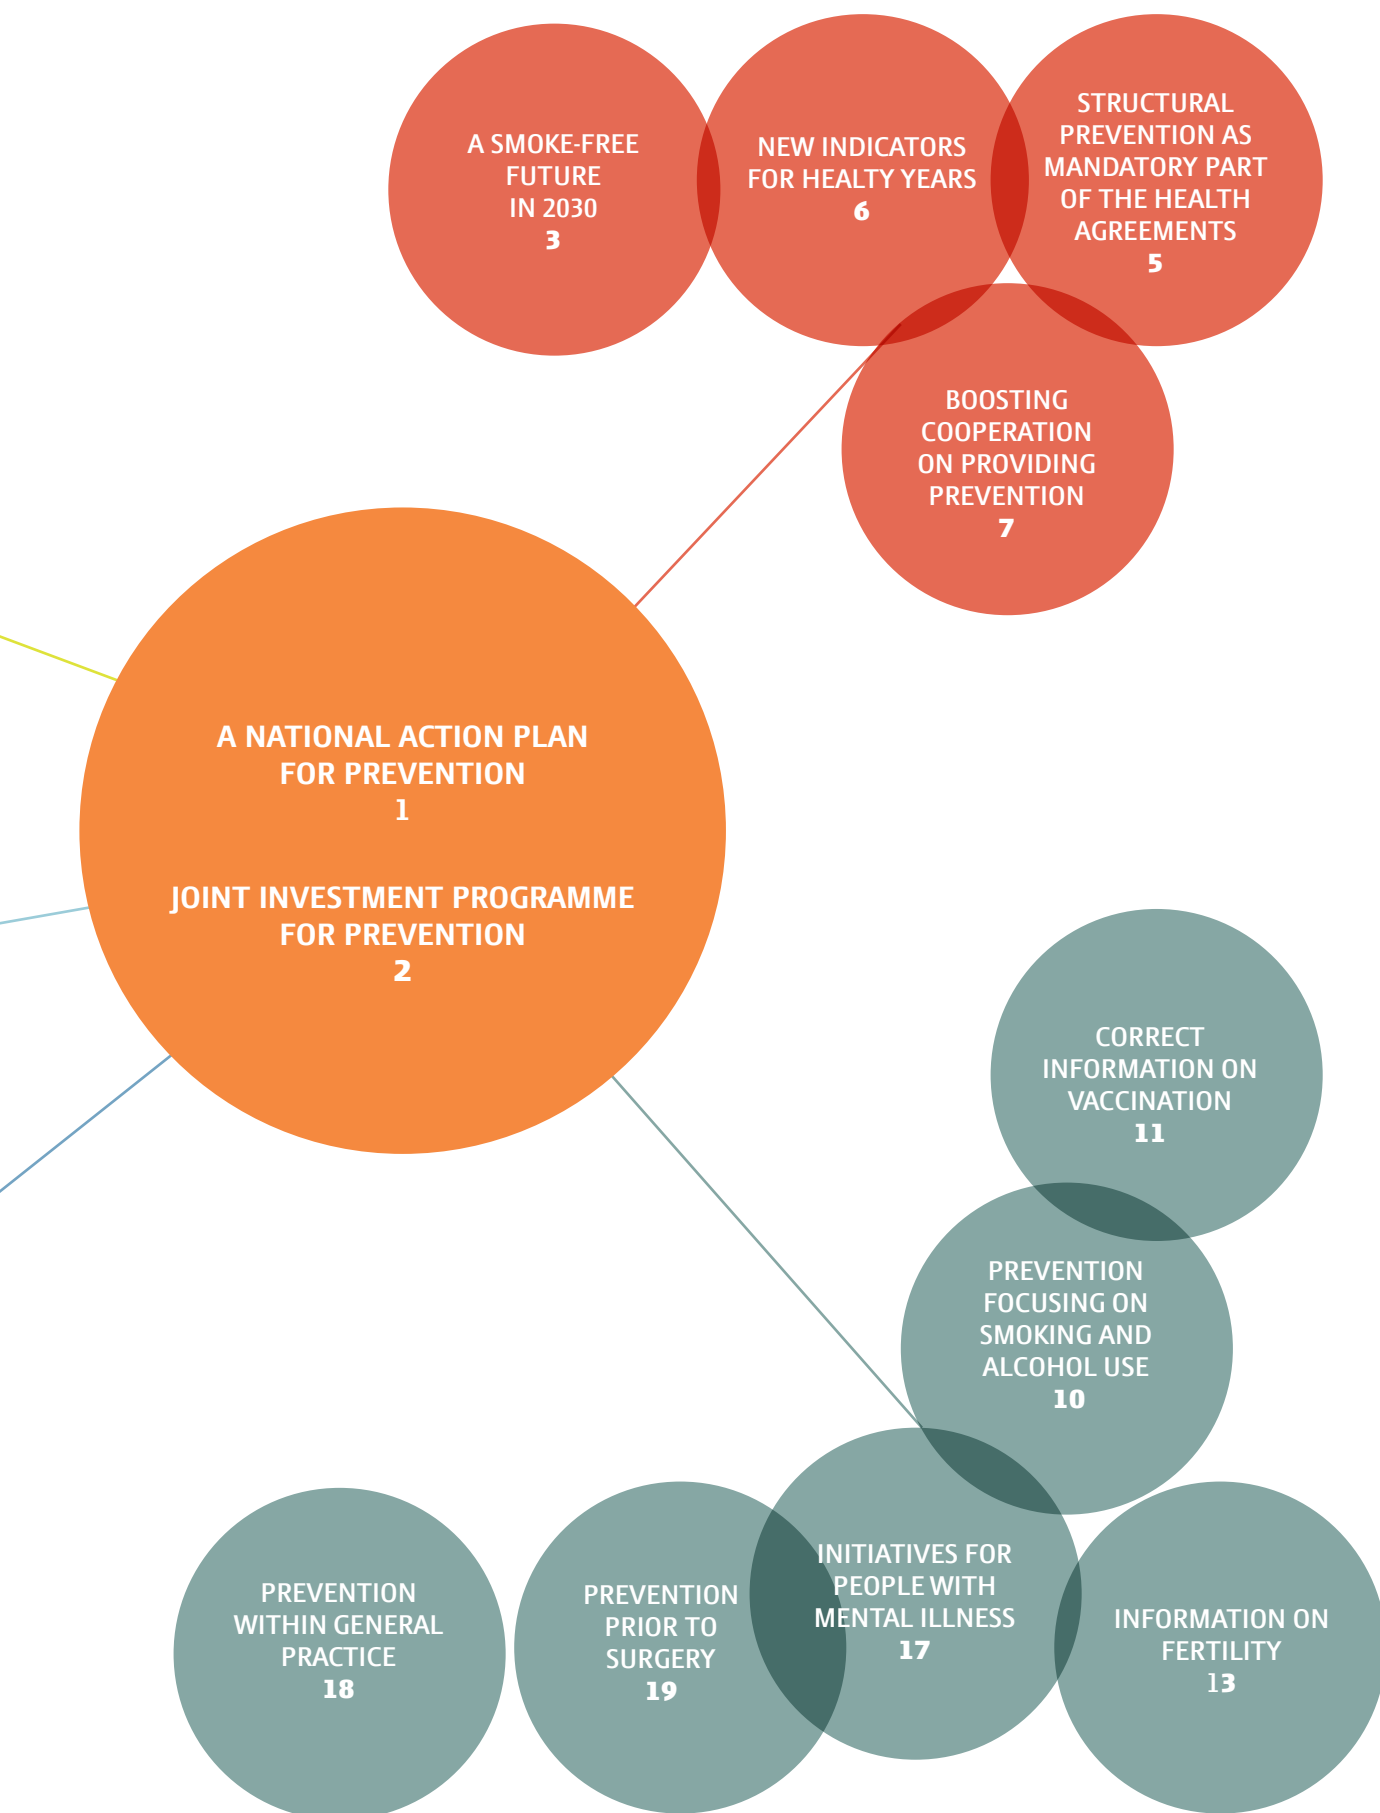 A SMOKE-FREE
FUTURE
IN 2030
3
NEW INDICATORS
FOR HEALTY YEARS
6
STRUCTURAL
PREVENTION AS
MANDATORY PART
OF THE HEALTH
AGREEMENTS
5
BOOSTING
COOPERATION
ON PROVIDING
PREVENTION
7
A NATIONAL ACTION PLAN
FOR PREVENTION
1
JOINT INVESTMENT PROGRAMME
FOR PREVENTION
2
CORRECT
INFORMATION ON
VACCINATION
11
PREVENTION
FOCUSING ON
SMOKING AND
ALCOHOL USE
10
PREVENTION
WITHIN GENERAL
PRACTICE
18
PREVENTION
PRIOR TO
SURGERY
19
INITIATIVES FOR
PEOPLE WITH
MENTAL ILLNESS
17
INFORMATION ON
FERTILITY
13